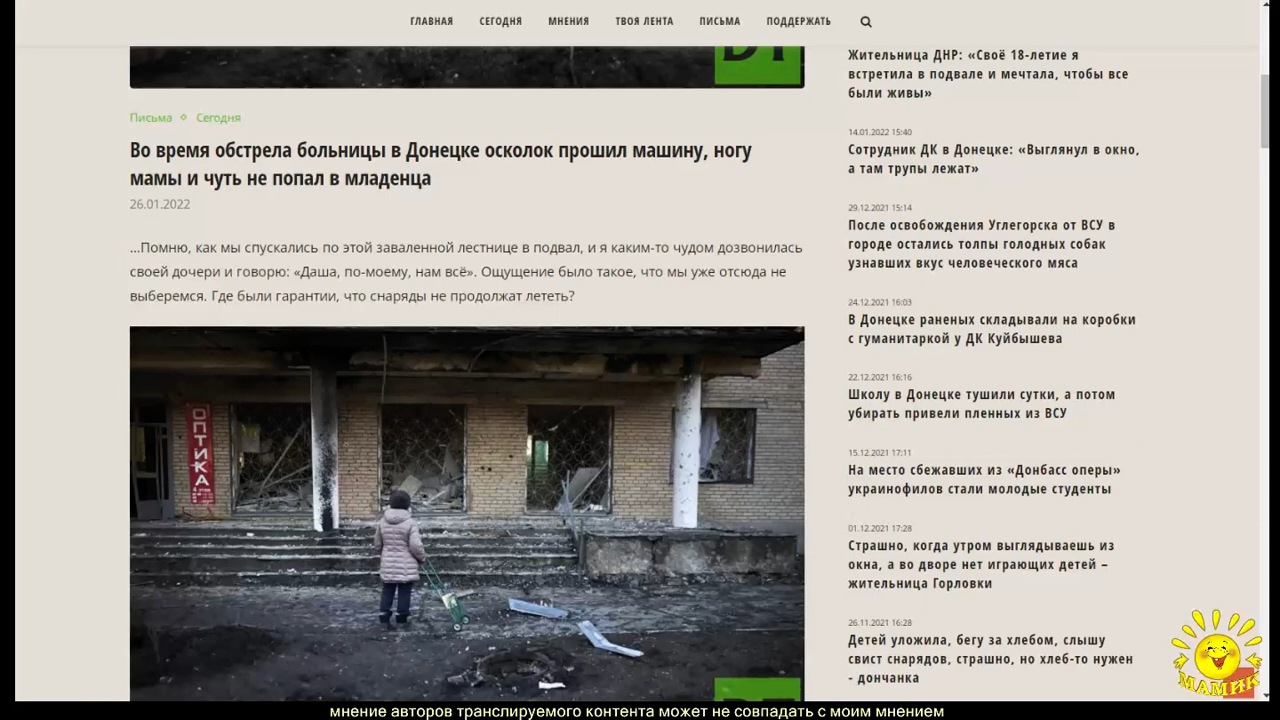 ГЛАВНАЯ СЕГОДНЯ МНЕНИЯ ТВОЯ ЛЕНТА ПИСЬМА ПОДДЕРЖАТЬ
Письма ◇ Сегодня
Во время обстрела больницы в Донецке осколок прошил машину, ногу
мамы и чуть не попал в младенца
26.01.2022
...Помню, как мы спускались по этой заваленной лестнице в подвал, и я каким-то чудом дозвонилась
своей дочери и говорю: «Даша, по-моему, нам всё». Ощущение было такое, что мы уже отсюда не
выберемся. Где были гарантии, что снаряды не продолжат лететь?
ОПТИКА
Жительница ДНР: «Своё 18-летие я
встретила в подвале и мечтала, чтобы все
были живы»
14.01.2022 15:40
Сотрудник ДК в Донецке: «Выглянул в окно,
а там трупы лежат»
29.12.2021 15:14
После освобождения Углегорска от ВСУ в
городе остались толпы голодных собак
узнавших вкус человеческого мяса
24.12.2021 16:03
В Донецке раненых складывали на коробки
с гуманитаркой у ДК Куйбышева
22.12.2021 16:16
Школу в Донецке тушили сутки, а потом
убирать привели пленных из ВСУ
15.12.2021 17:11
На место сбежавших из «Донбасс оперы»
украинофилов стали молодые студенты
01.12.2021 17:28
Страшно, когда утром выглядываешь из
окна, а во дворе нет играющих детей –
жительница Горловки
26.11.2021 16:28
Детей уложила, бегу за хлебом, слышу
свист снарядов, страшно, но хлеб-то нужен
- дончанка
МАМИК
мнение авторов транслируемого контента может не совпадать с моим мнением